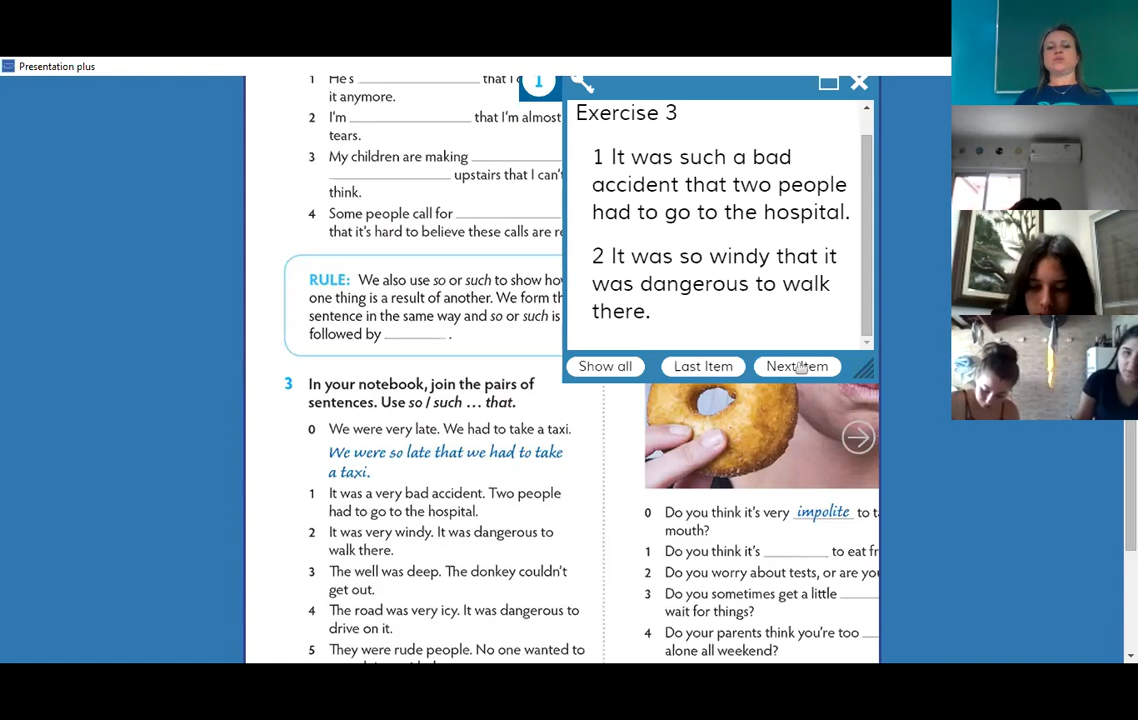 Presentation plus
1 He's ____ that I
it anymore.
2 I'm ____ that I'm almost
tears.
3 My children are making ____
____ upstairs that I can't
think.
4 Some people call for ____
that it's hard to believe these calls are
RULE: We also use so or such to show how
one thing is a result of another. We form
sentence in the same way and so or such is
followed by ____ .
3 In your notebook, join the pairs of
sentences. Use so / such ... that.
0 We were very late. We had to take a taxi.
We were so late that we had to take
a taxi.
1 It was a very bad accident. Two people
had to go to the hospital.
2 It was very windy. It was dangerous to
walk there.
3 The well was deep. The donkey couldn't
get out.
4 The road was very icy. It was dangerous to
drive on it.
5 They were rude people. No one wanted to
1
Exercise 3
1 It was such a bad
accident that two people
had to go to the hospital.
2 It was so windy that it
was dangerous to walk
there.
Show all
Last Item
Next Item
0 Do you think it's very impolite to
mouth?
1 Do you think it's ____ to eat
2 Do you worry about tests, or are
3 Do you sometimes get a little ____
wait for things?
4 Do your parents think you're too ____
alone all weekend?